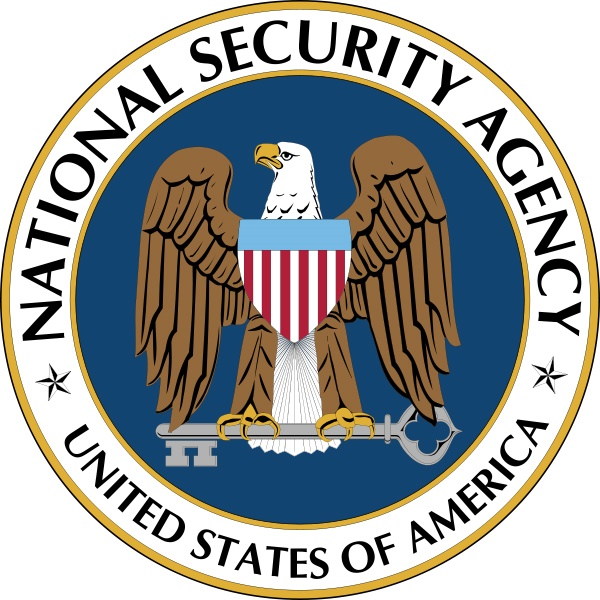 NATIONAL SECURITY AGENCY
UNITED STATES OF AMERICA